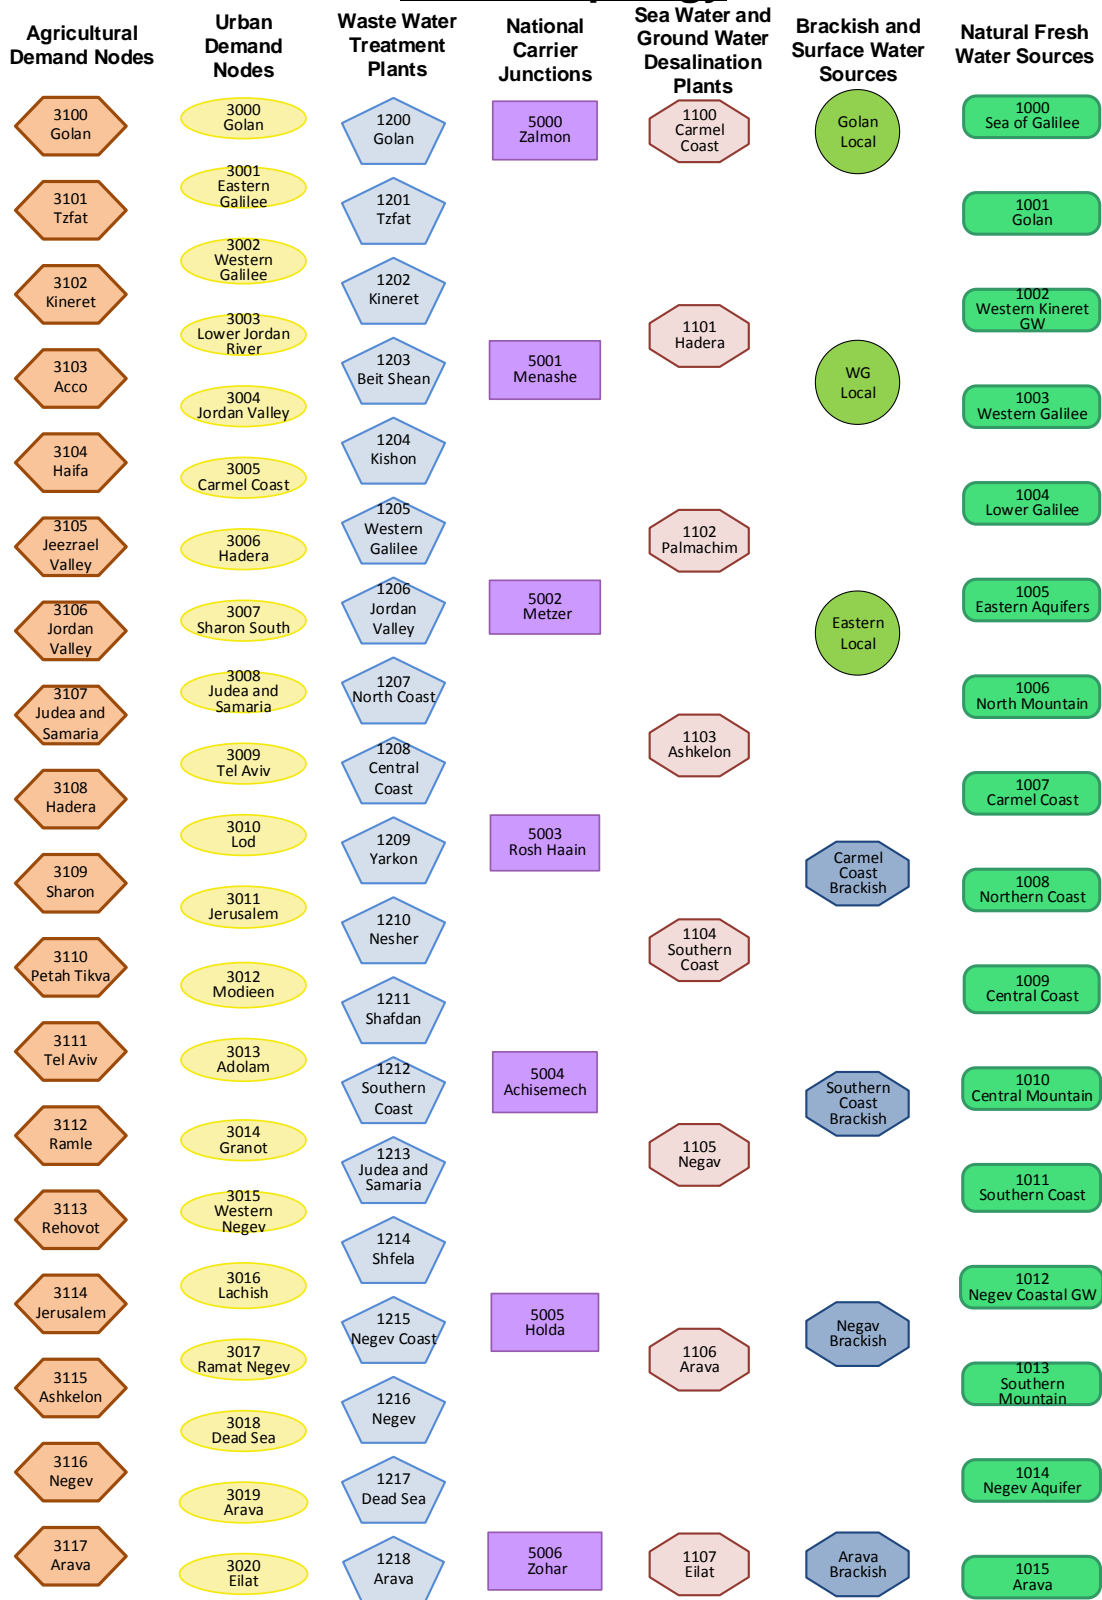 Agricultural
Demand Nodes
3100
Golan
3101
Tzfat
3102
Kineret
3103
Acco
3104
Haifa
3105
Jeezrael
Valley
3106
Jordan
Valley
3107
Judea and
Samaria
3108
Hadera
3109
Sharon
3110
Petah Tikva
3111
Tel Aviv
3112
Ramle
3113
Rehovot
3114
Jerusalem
3115
Ashkelon
3116
Negev
3117
Arava
Urban
Demand
Nodes
3000
Golan
3001
Eastern
Galilee
3002
Western
Galilee
3003
Lower Jordan
River
3004
Jordan Valley
3005
Carmel Coast
3006
Hadera
3007
Sharon South
3008
Judea and
Samaria
3009
Tel Aviv
3010
Lod
3011
Jerusalem
3012
Modieen
3013
Adolam
3014
Granot
3015
Western
Negev
3016
Lachish
3017
Ramat Negev
3018
Dead Sea
3019
Arava
3020
Eilat
Waste Water
Treatment
Plants
1200
Golan
1201
Tzfat
1202
Kineret
1203
Beit Shean
1204
Kishon
1205
Western
Galilee
1206
Jordan
Valley
1207
North Coast
1208
Central
Coast
1209
Yarkon
1210
Nesher
1211
Shafdan
1212
Southern
Coast
1213
Judea and
Samaria
1214
Shfela
1215
Negev Coast
1216
Negev
1217
Dead Sea
1218
Arava
National
Carrier
Junctions
5000
Zalmon
5001
Menashe
5002
Metzer
5003
Rosh Haain
5004
Achisemech
5005
Holda
5006
Zohar
Sea Water and
Ground Water
Desalination
Plants
1100
Carmel
Coast
1101
Hadera
1102
Palmachim
1103
Ashkelon
1104
Southern
Coast
1105
Negav
1106
Arava
1107
Eilat
Brackish and
Surface Water
Sources
Golan
Local
WG
Local
Eastern
Local
Carmel
Coast
Brackish
Southern
Coast
Brackish
Negav
Brackish
Arava
Brackish
Natural Fresh
Water Sources
1000
Sea of Galilee
1001
Golan
1002
Western Kineret
GW
1003
Western Galilee
1004
Lower Galilee
1005
Eastern Aquifers
1006
North Mountain
1007
Carmel Coast
1008
Northern Coast
1009
Central Coast
1010
Central Mountain
1011
Southern Coast
1012
Negev Coastal GW
1013
Southern
Mountain
1014
Negev Aquifer
1015
Arava